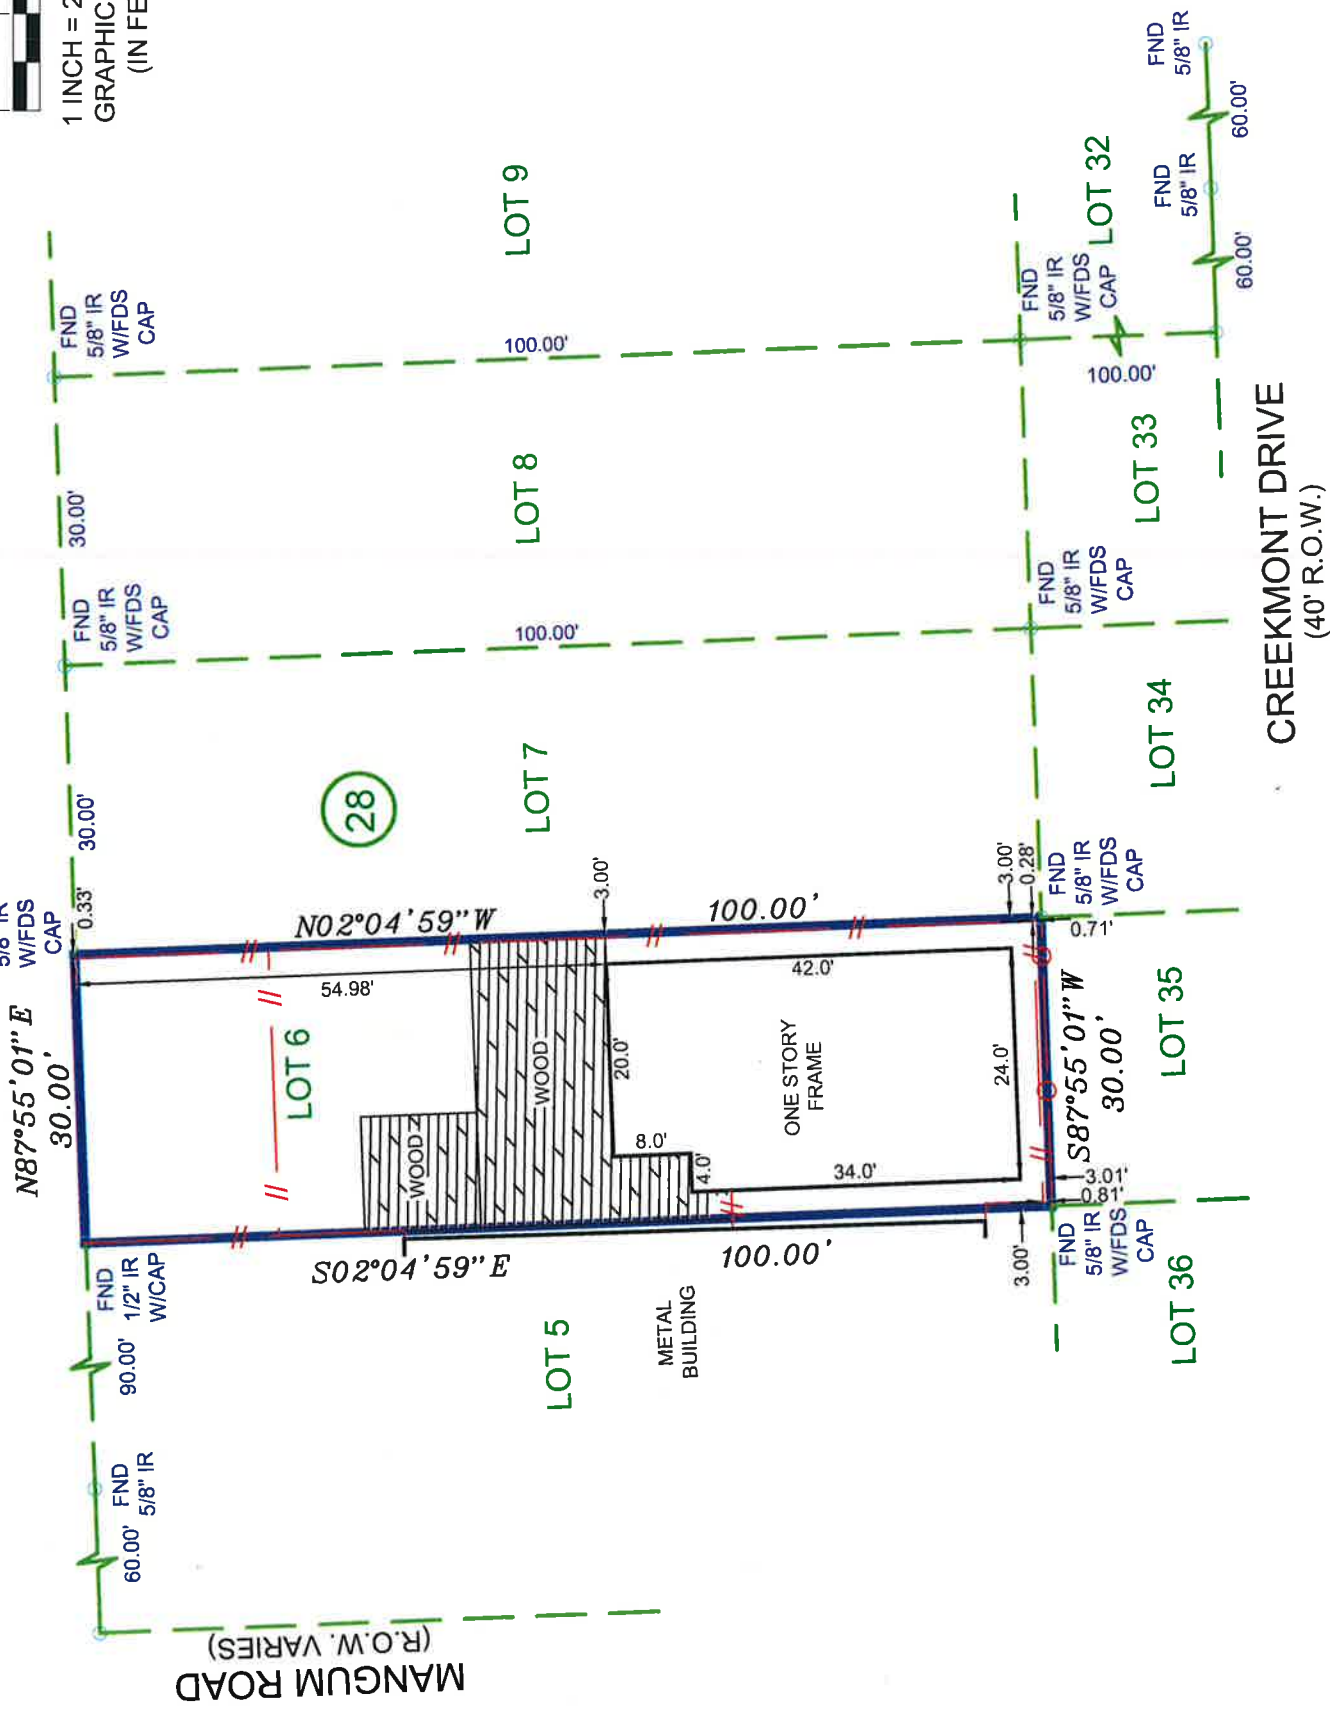 1 INCH = 2
GRAPHIC
(IN FE
FND
5/8" IR
60.00'
FND
5/8" IR
60.00'
LOT 9
LOT 32
FND
5/8" IR
W/FDS
CAP
FND
5/8" IR
W/FDS
CAP
100.00'
100.00'
30.00'
LOT 8
LOT 33
CREEKMONT DRIVE
(40' R.O.W.)
FND
5/8" IR
W/FDS
CAP
100.00'
FND
5/8" IR
W/FDS
CAP
30.00'
28
LOT 7
LOT 34
5/8" IR
W/FDS
CAP
0.33'
N02°04'59"W
100.00'
3.00'
3.00'
0.28'
FND
5/8" IR
W/FDS
CAP
0.71'
N87°55'01"E
30.00'
54.98'
42.0'
LOT 6
WOOD
WOOD
20.0'
8.0'
4.0'
ONE STORY
FRAME
24.0'
34.0'
S87°55'01"W
30.00'
LOT 35
3.01'
0.81'
3.00'
FND
5/8" IR
W/FDS
CAP
S02°04'59"E
100.00'
FND
1/2" IR
W/CAP
90.00'
METAL
BUILDING
LOT 5
LOT 36
FND
5/8" IR
60.00'
MANGUM ROAD
(R.O.W. VARIES)